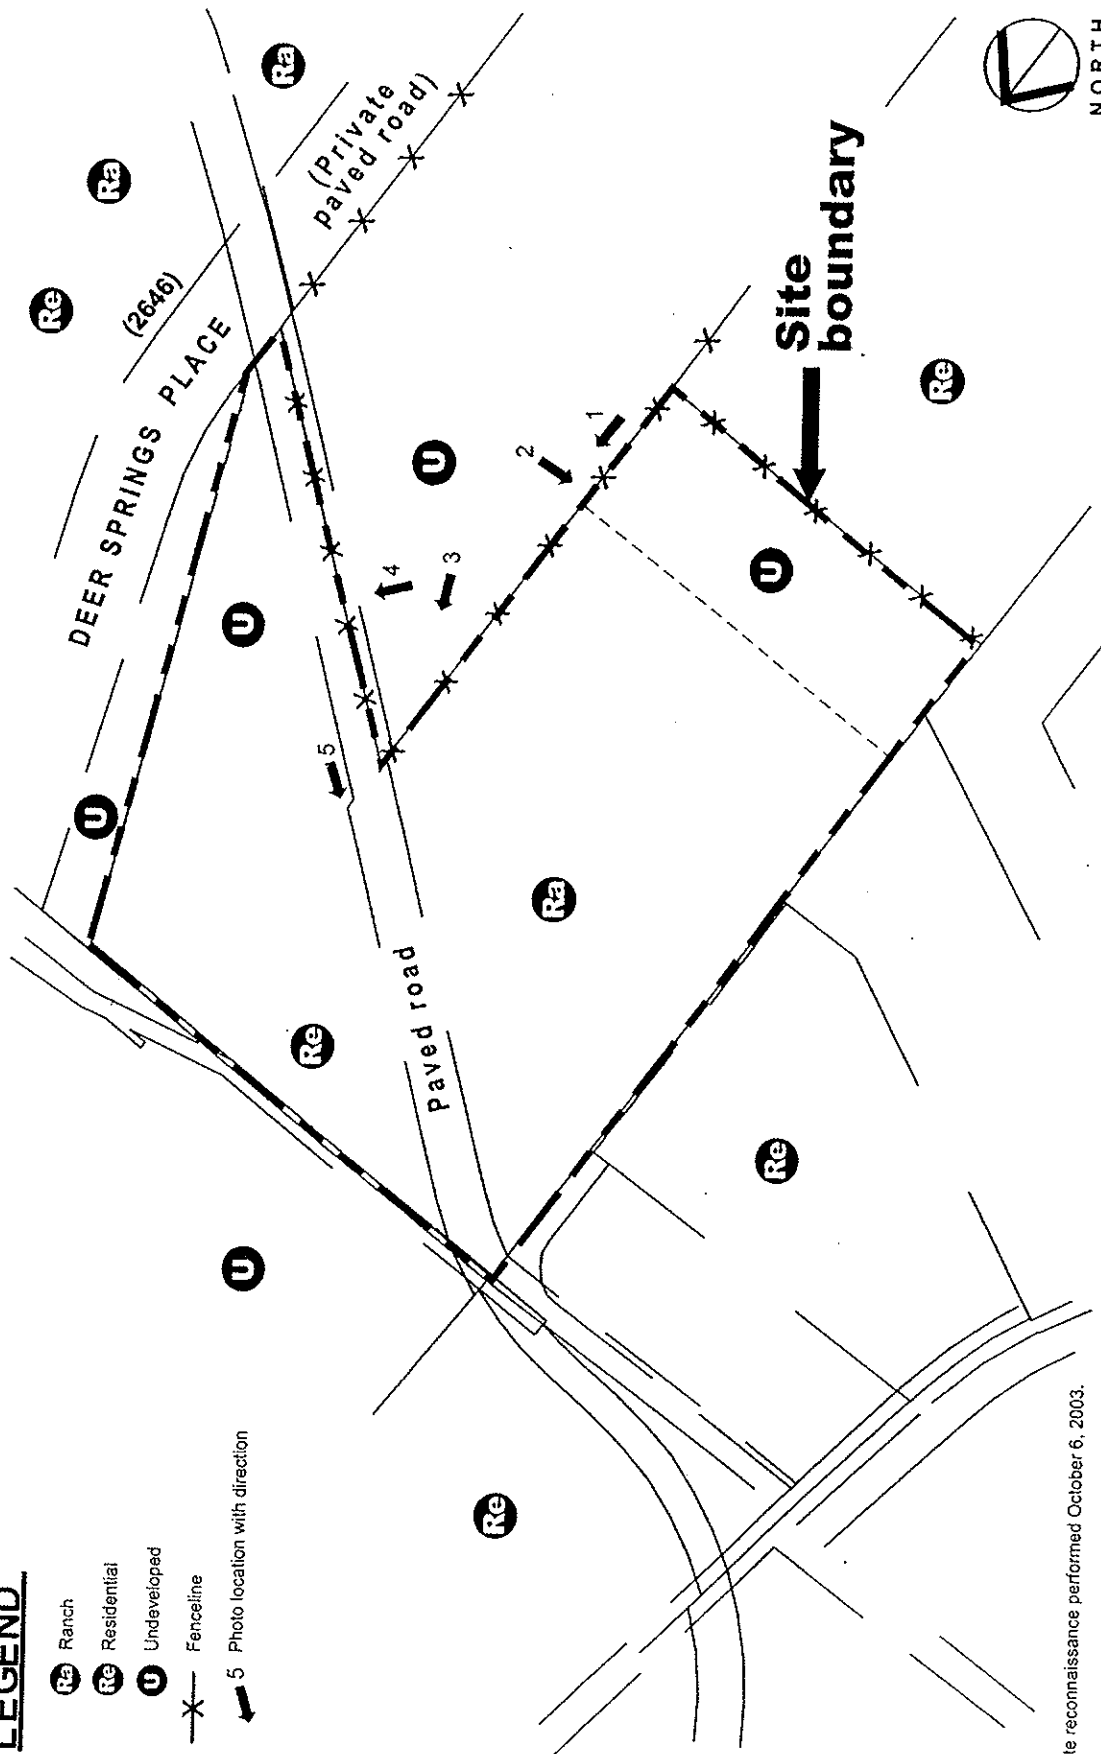 LEGEND
Ra Ranch
Re Residential
U Undeveloped
Fenceline
5 Photo location with direction
U
Re
Re
U
DEER SPRINGS PLACE
(2646)
Re
Ra
Ra
(Private
paved road)
U
Paved road
5
4
3
2
1
U
Ra
U
Re
Re
Site
boundary
te reconnaissance performed October 6, 2003.
NORTH